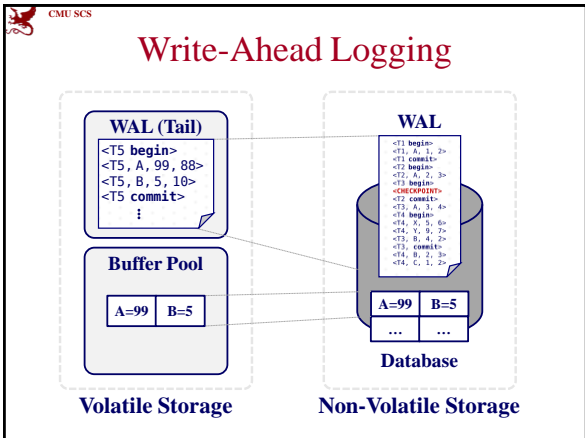 CMU SCS
Write-Ahead Logging
WAL (Tail)
<T5 begin>
<T5, A, 99, 88>
<T5, B, 5, 10>
<T5 commit>
⋮
Buffer Pool
A=99 B=5
Volatile Storage
WAL
<T1 begin>
<T1, A, 1, 2>
<T1 commit>
<T2 begin>
<T2, A, 2, 3>
<T3 begin>
<CHECKPOINT>
<T2 commit>
<T3, A, 3, 4>
<T4 begin>
<T4, X, 5, 6>
<T4, Y, 9, 7>
<T3, B, 4, 2>
<T3, commit>
<T4, B, 2, 3>
<T4, C, 1, 2>
A=99 B=5
… …
Database
Non-Volatile Storage